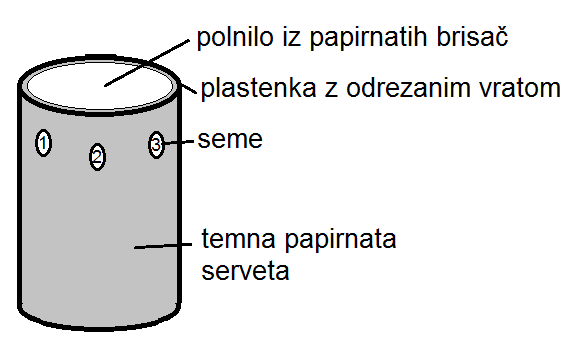 polnilo iz papirnatih brisač
plastenka z odrezanim vratom
1
2
3
seme
temna papirnata
serveta